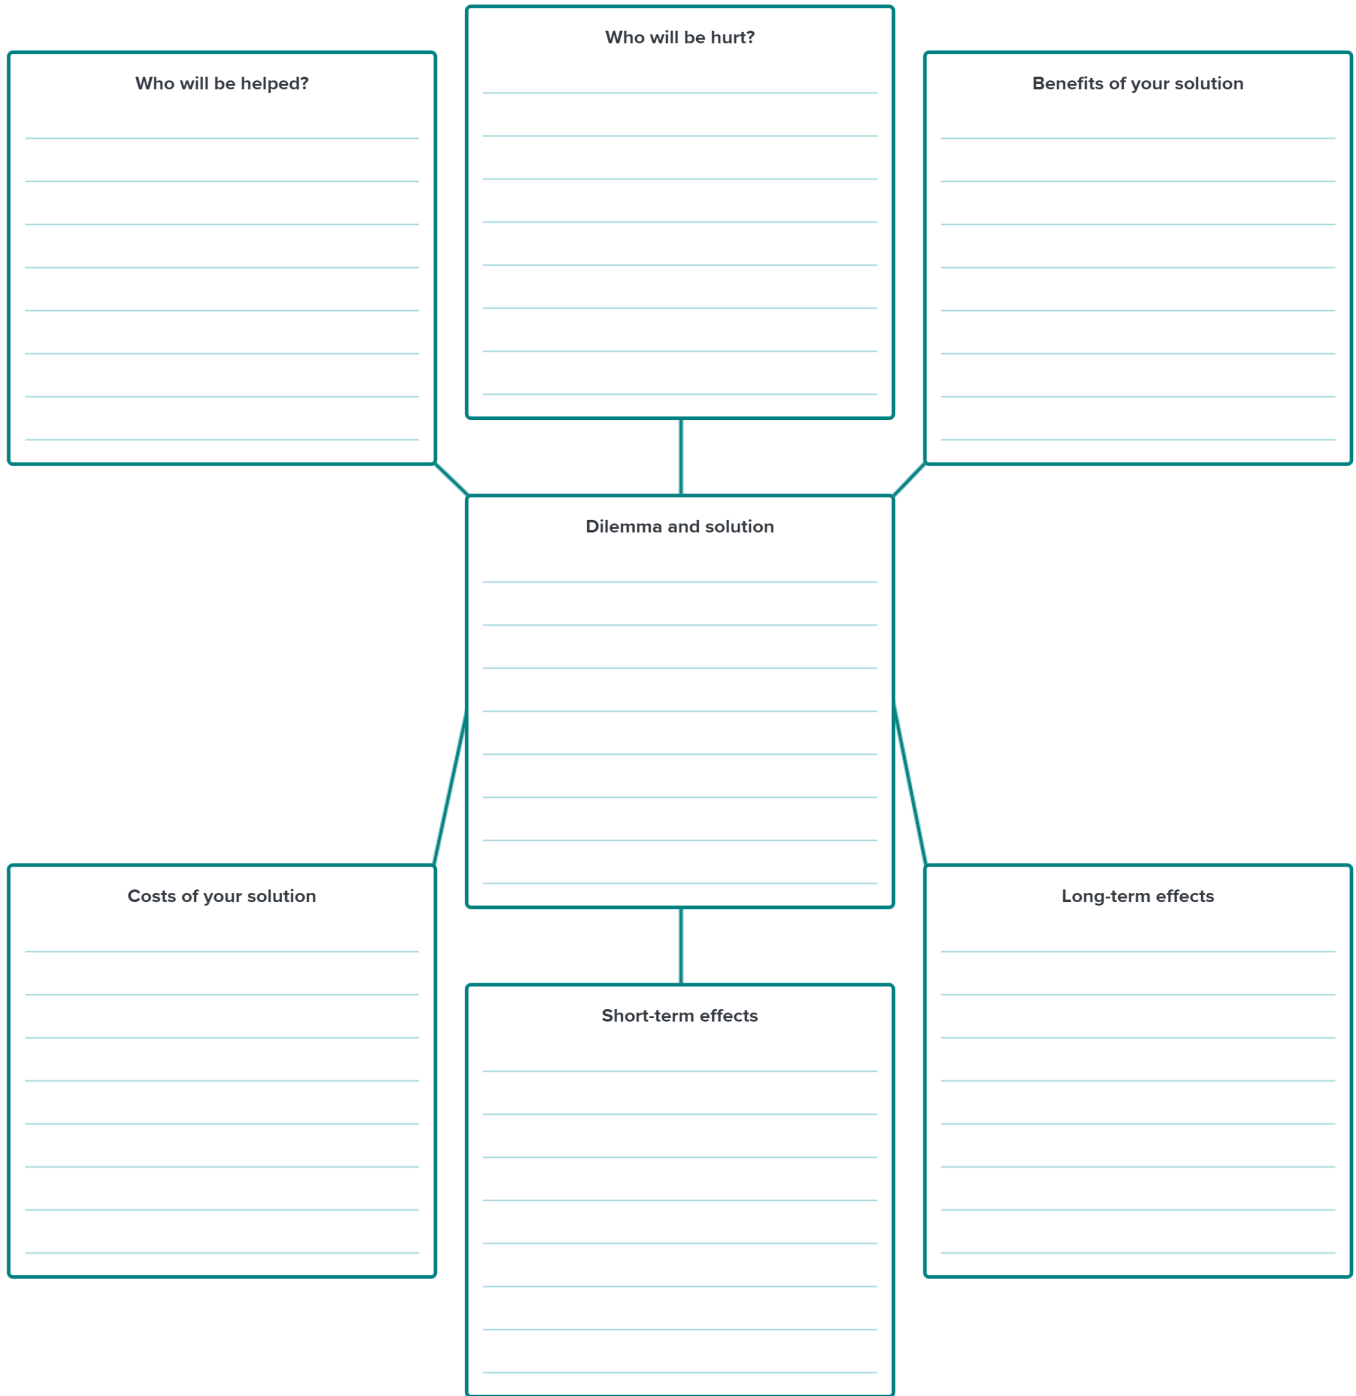 Who will be helped?
Who will be hurt?
Benefits of your solution
Dilemma and solution
Costs of your solution
Short-term effects
Long-term effects